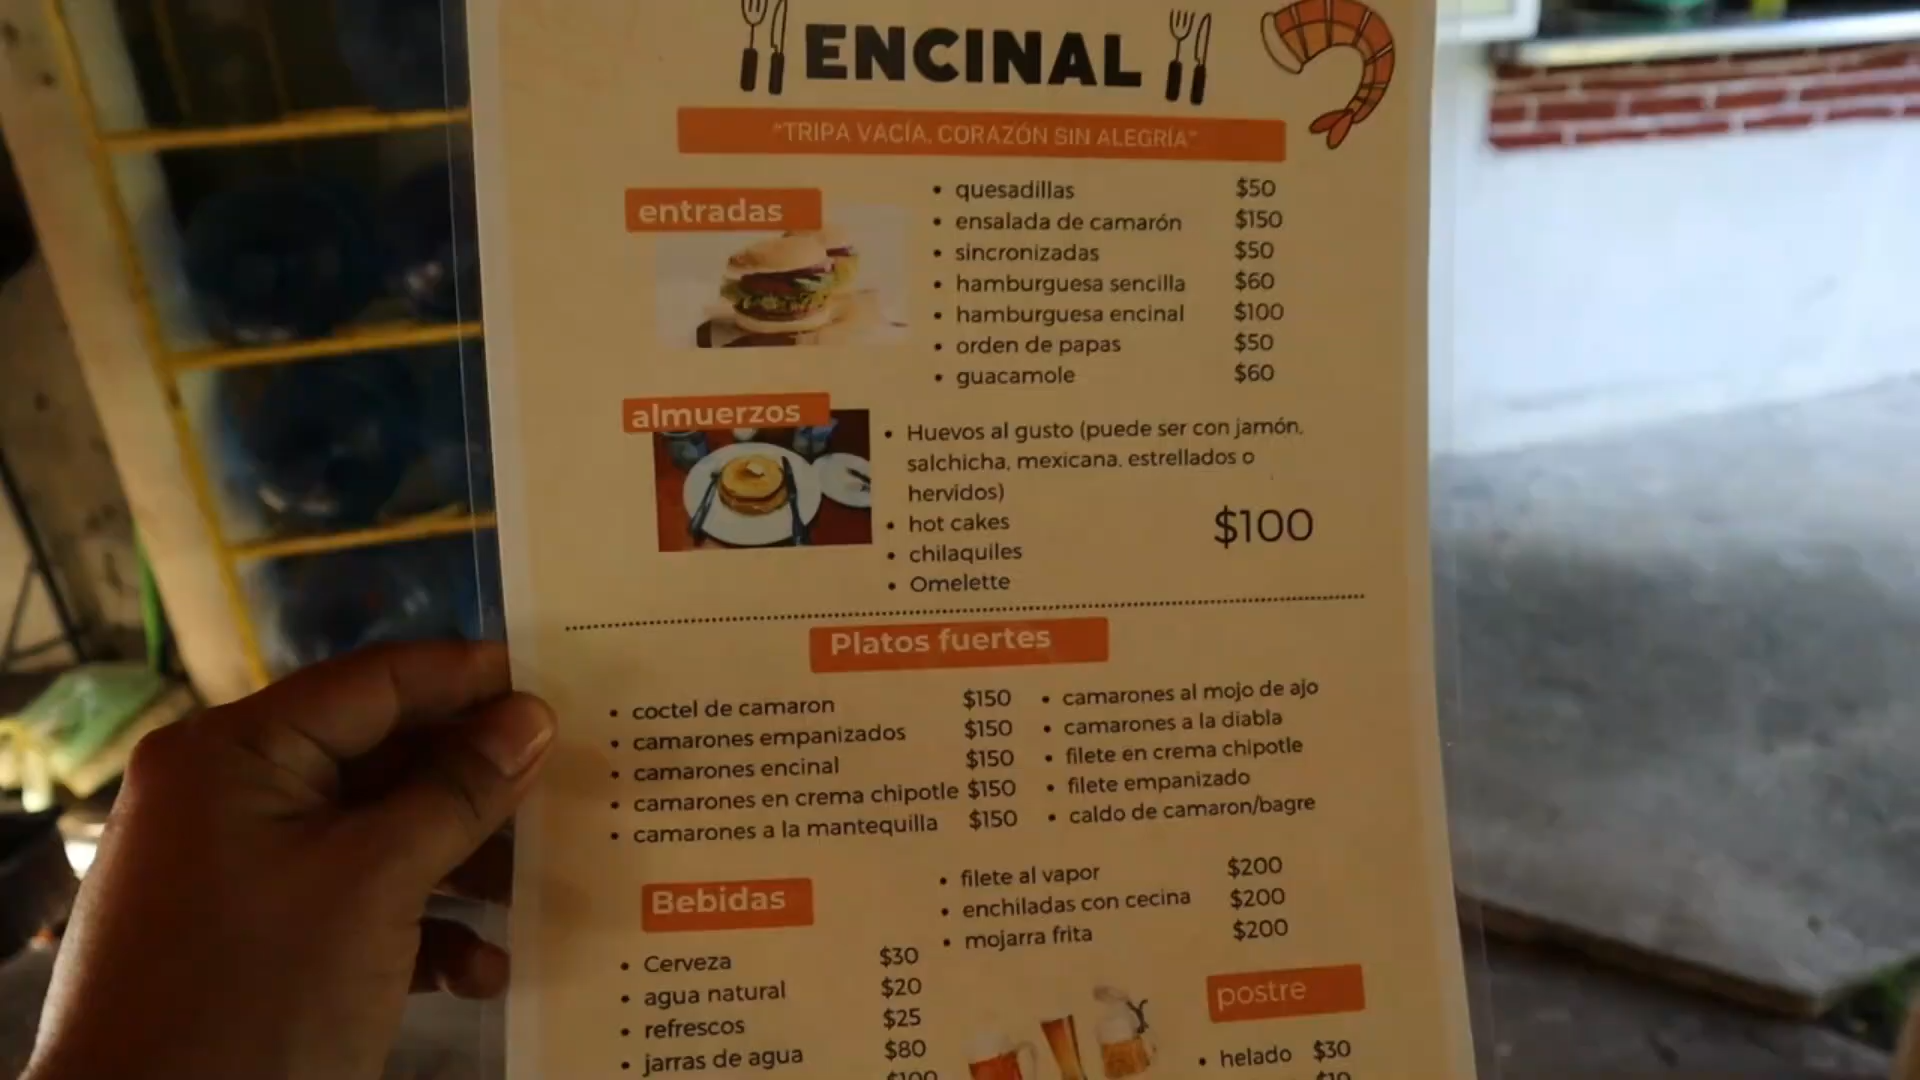 ENCINAL
"TRIPA VACÍA, CORAZÓN SIN ALEGRÍA"
entradas
• quesadillas $50
• ensalada de camarón $150
• sincronizadas $50
• hamburguesa sencilla $60
• hamburguesa encinal $100
• orden de papas $50
• guacamole $60
almuerzos
• Huevos al gusto (puede ser con jamón,
salchicha, mexicana, estrellados o
hervidos)
• hot cakes
• chilaquiles
• Omelette
$100
Platos fuertes
• coctel de camaron $150
• camarones empanizados $150
• camarones encinal $150
• camarones en crema chipotle $150
• camarones a la mantequilla $150
• camarones al mojo de ajo
• camarones a la diabla
• filete en crema chipotle
• filete empanizado
• caldo de camaron/bagre
• filete al vapor $200
• enchiladas con cecina $200
• mojarra frita $200
Bebidas
• Cerveza $30
• agua natural $20
• refrescos $25
• jarras de agua $80
$100
postre
• helado $30